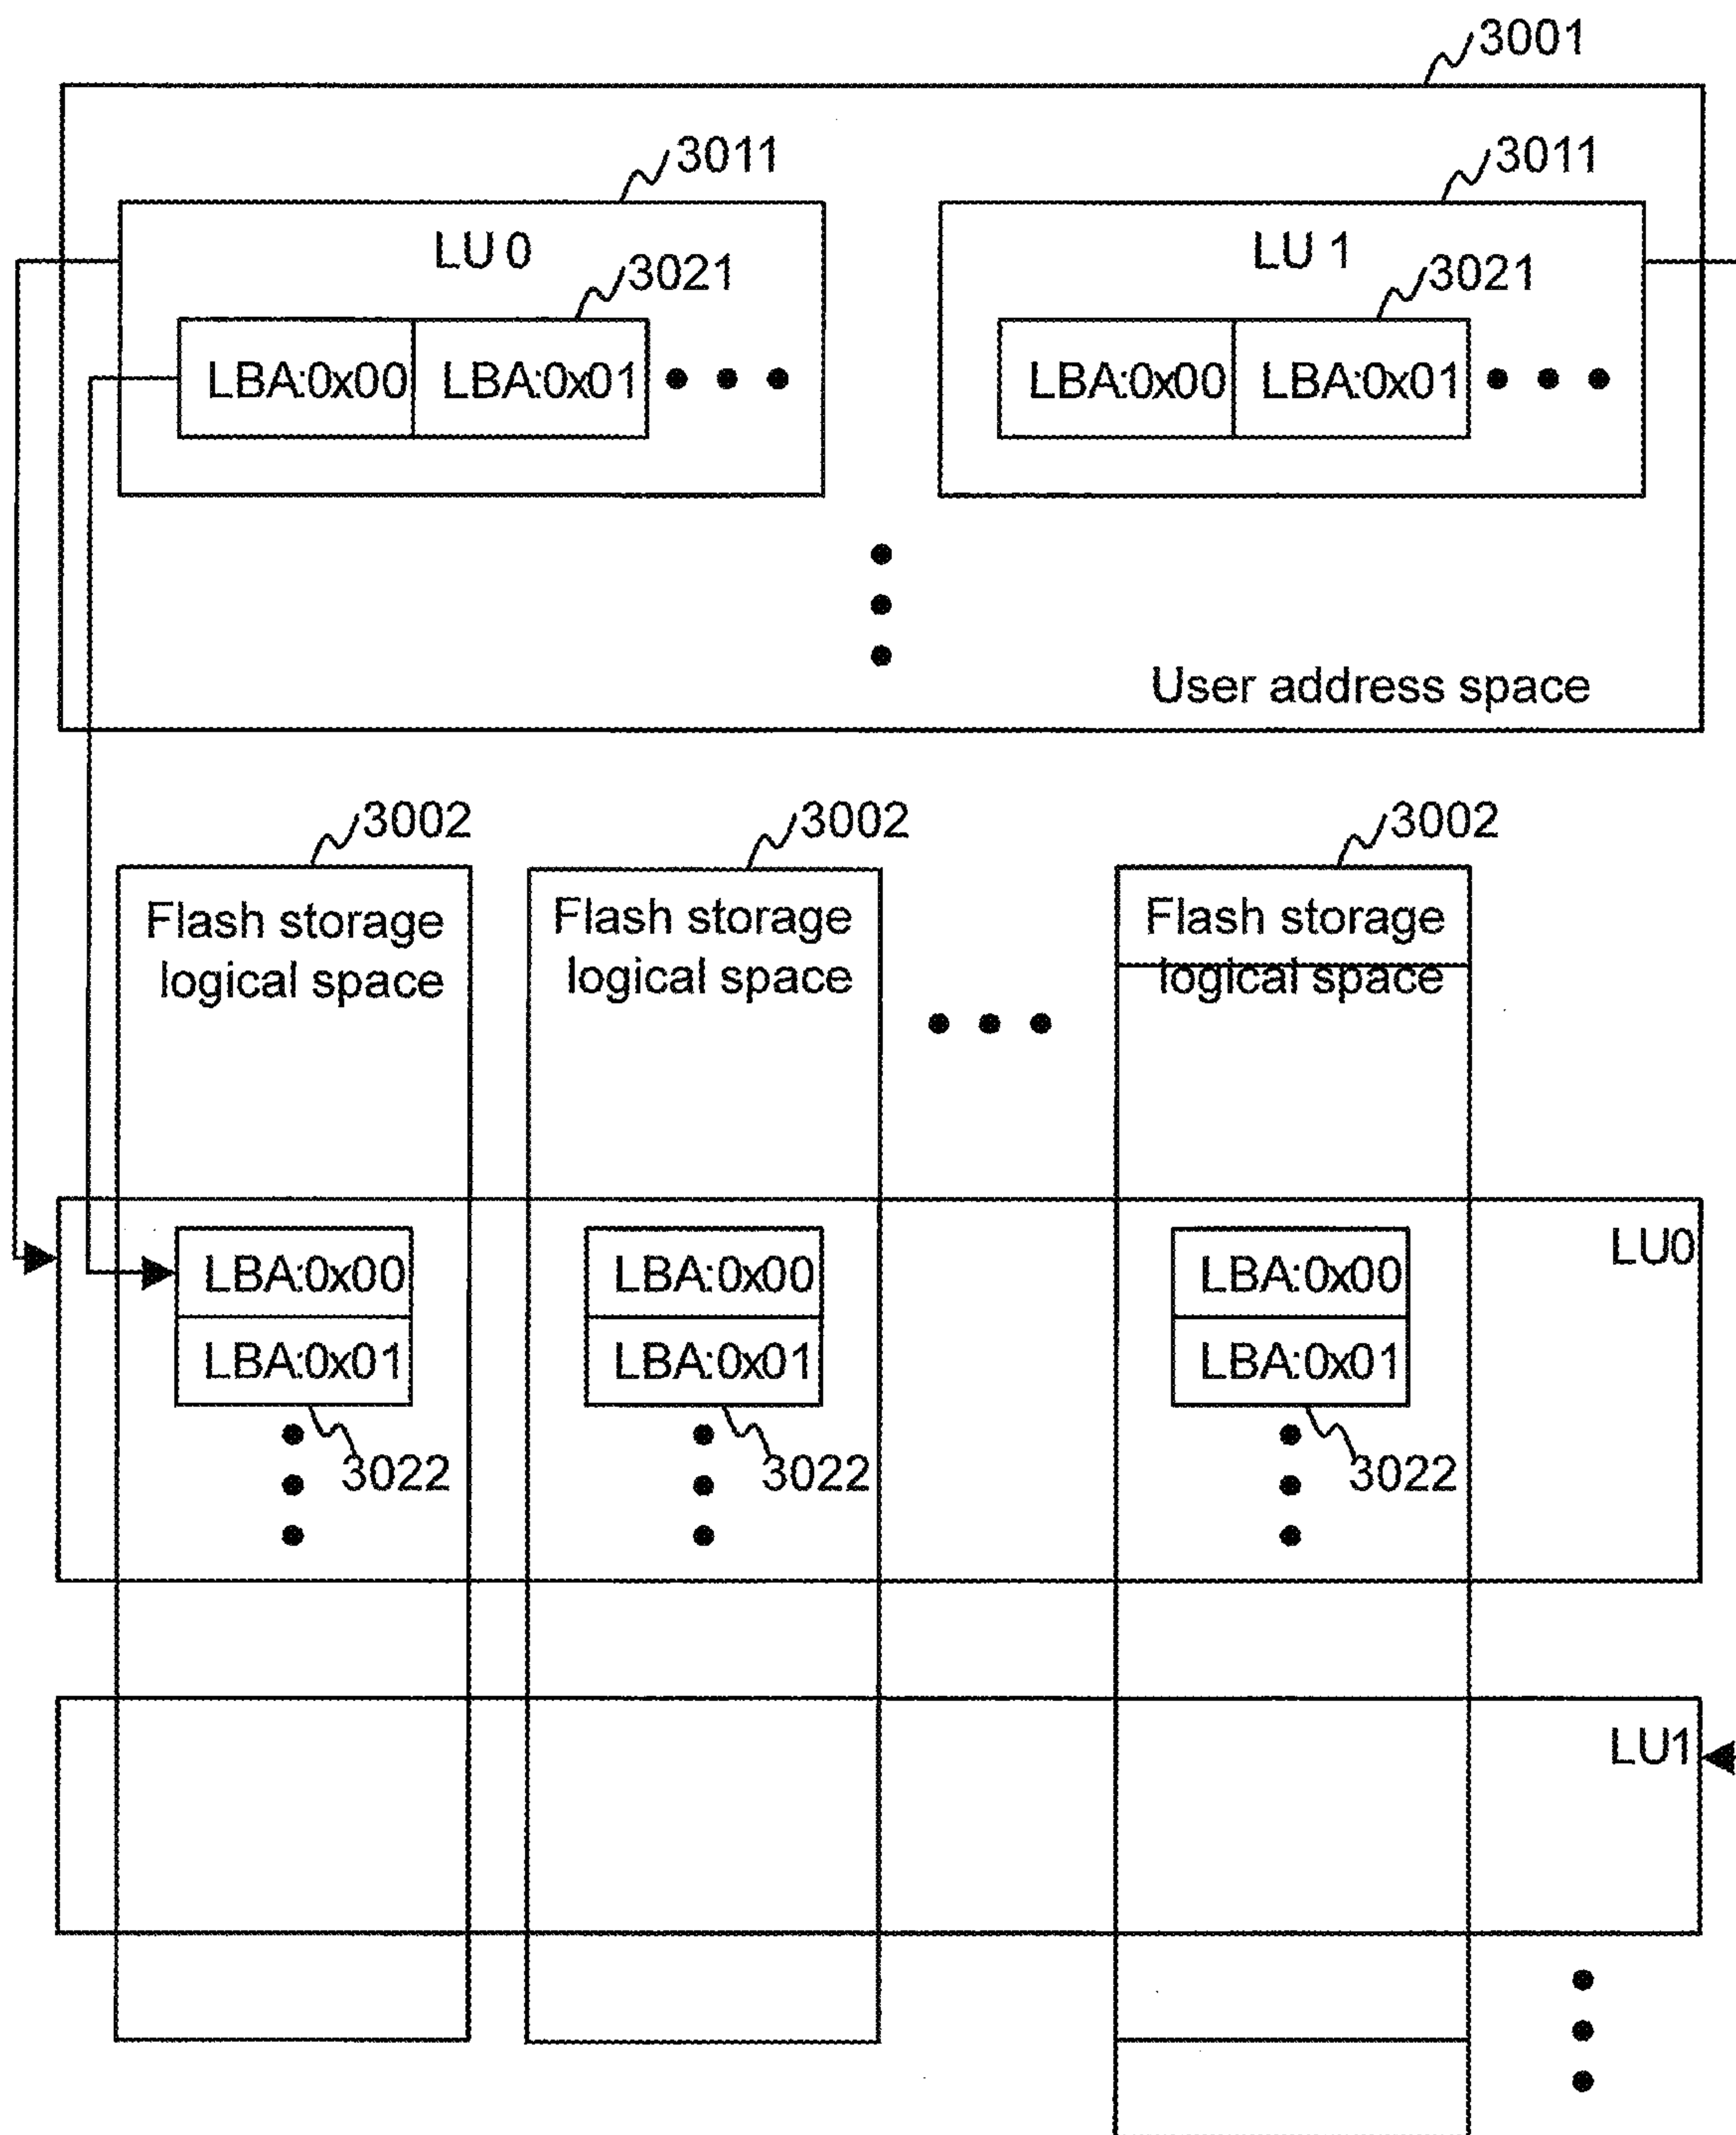 3001
3011
3011
LU 0
LU 1
3021
3021
LBA:0x00
LBA:0x01
LBA:0x00
LBA:0x01
User address space
3002
3002
3002
Flash storage
logical space
Flash storage
logical space
Flash storage
logical space
LU0
LBA:0x00
LBA:0x01
LBA:0x00
LBA:0x01
LBA:0x00
LBA:0x01
3022
3022
3022
LU1